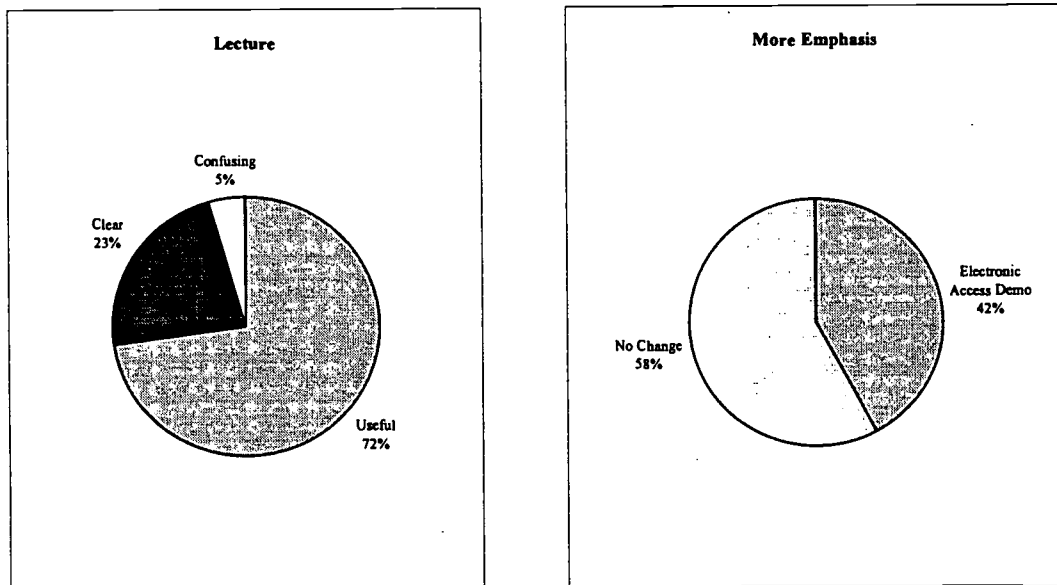 Lecture
Confusing
5%
Clear
23%
Useful
72%
More Emphasis
Electronic
Access Demo
42%
No Change
58%